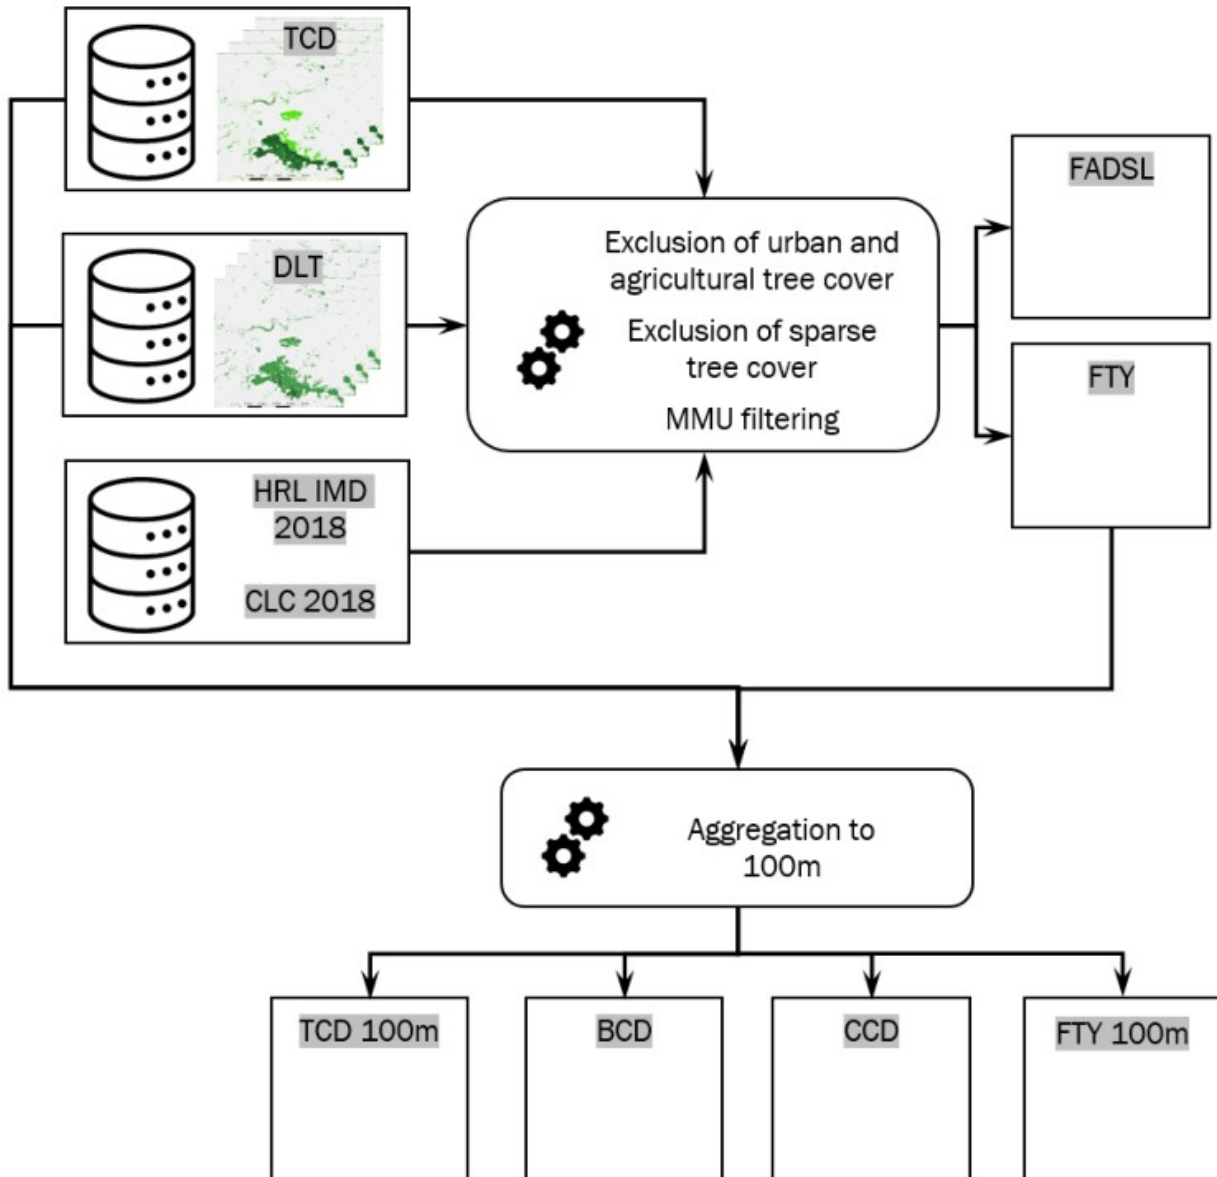 TCD
DLT
HRL IMD
2018
CLC 2018
Exclusion of urban and
agricultural tree cover
Exclusion of sparse
tree cover
MMU filtering
FADSL
FTY
Aggregation to
100m
TCD 100m
BCD
CCD
FTY 100m